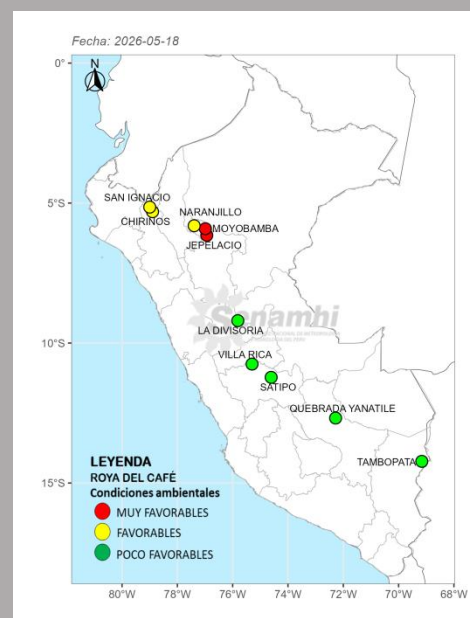 Fecha: 2026-05-18
N
0°
SAN IGNACIO
5°S
CHIRINOS
NARANJILLO
MOYOBAMBA
JEPELACIO
Senamhi
LA DIVISORIA
10°S
VILLA RICA
SATIPO
QUEBRADA YANATILE
TAMBOPATA
LEYENDA
ROYA DEL CAFÉ
15°S
Condiciones ambientales
MUY FAVORABLES
FAVORABLES
POCO FAVORABLES
80°W 78°W 76°W 74°W 72°W 70°W 68°W